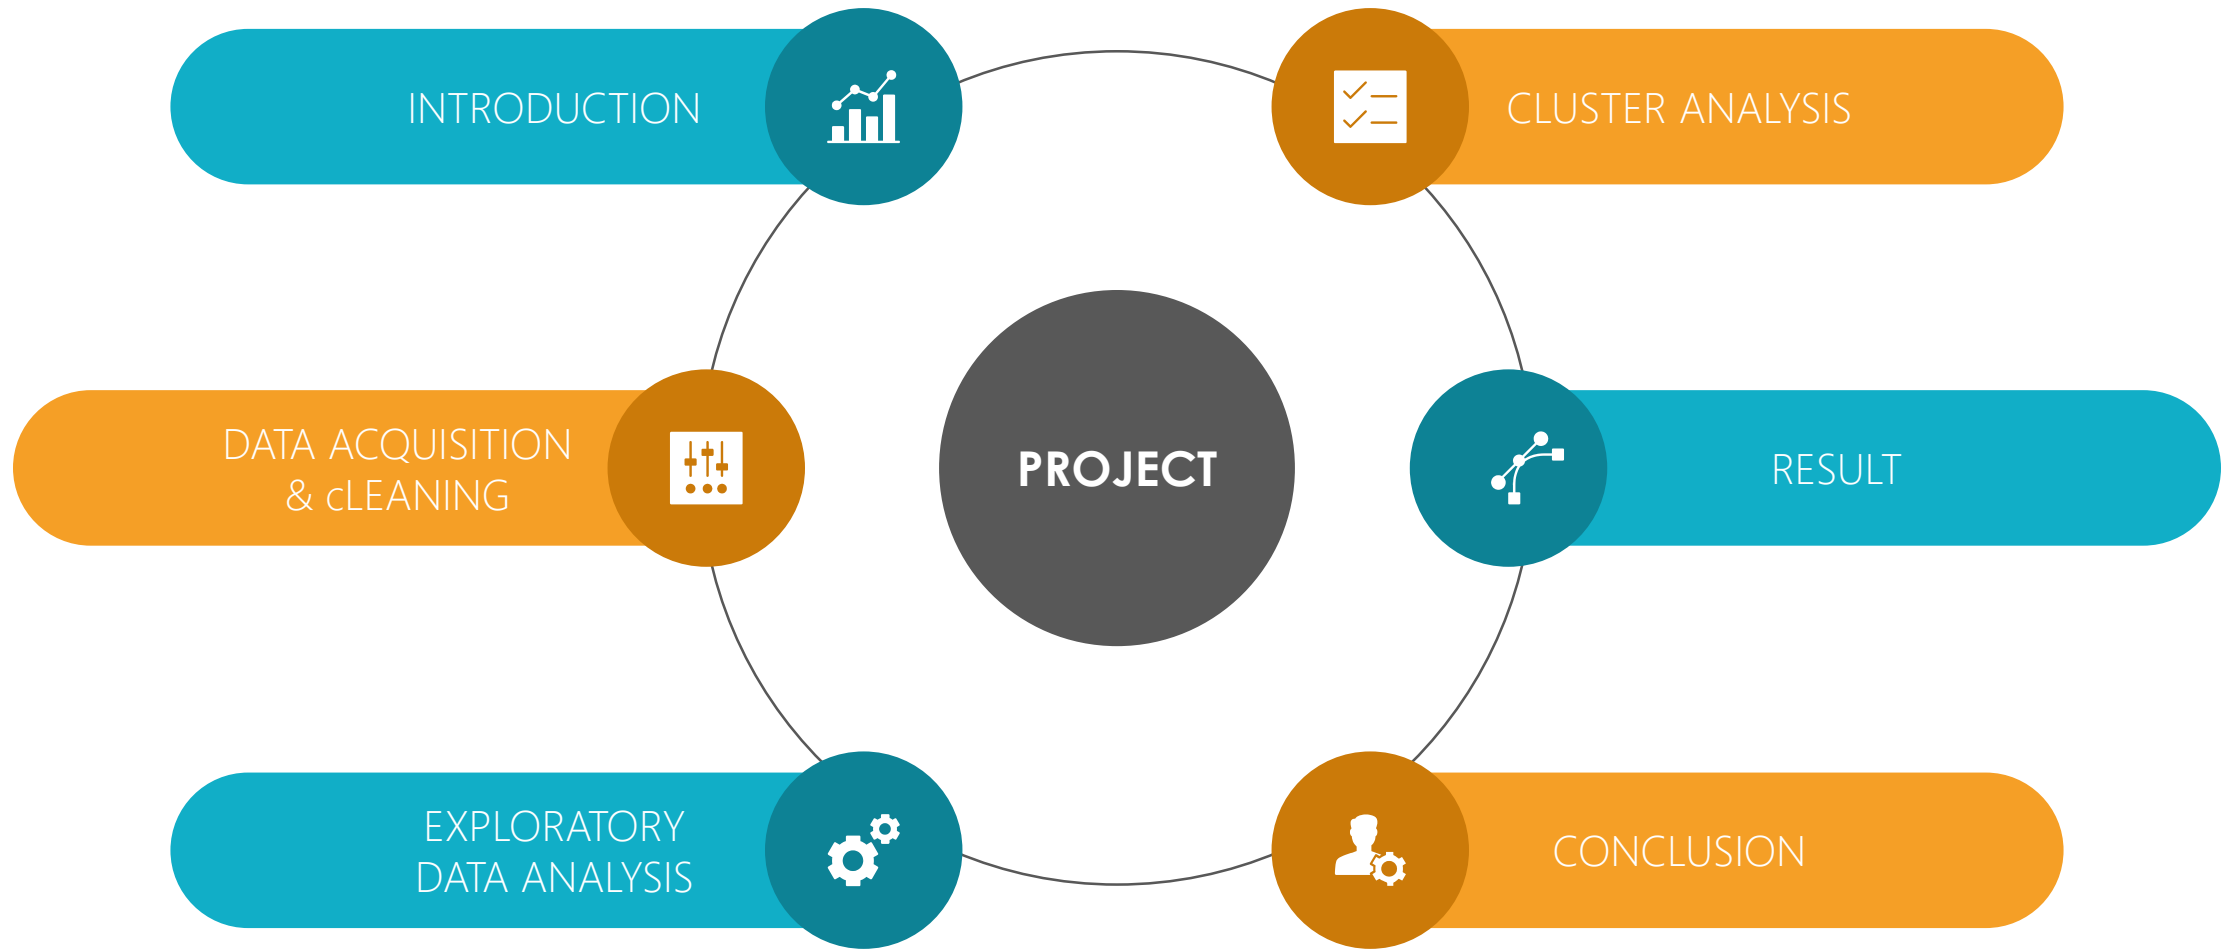 INTRODUCTION
DATA ACQUISITION
& cLEANING
EXPLORATORY
DATA ANALYSIS
PROJECT
CLUSTER ANALYSIS
RESULT
CONCLUSION